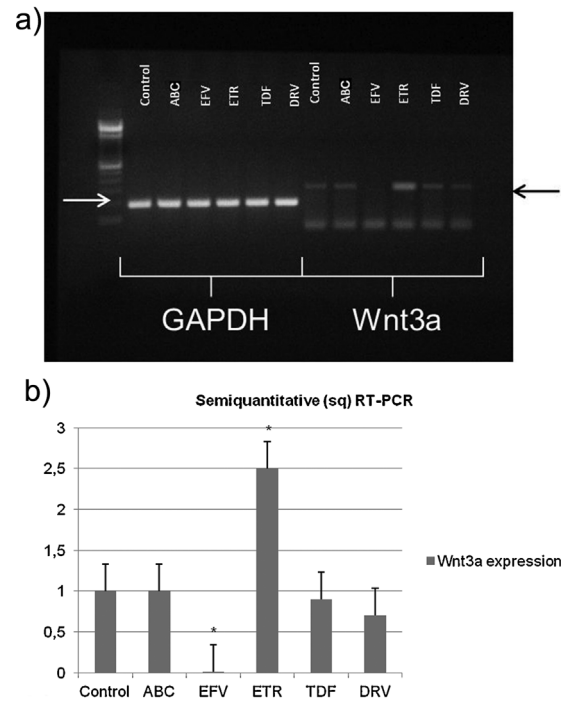 a)
Control ABC EFV ETR TDF DRV Control ABC EFV ETR TDF DRV
GAPDH Wnt3a
b)
Semiquantitative (sq) RT-PCR
3
2,5
2
1,5
1
0,5
0
*
*
Wnt3a expression
Control ABC EFV ETR TDF DRV